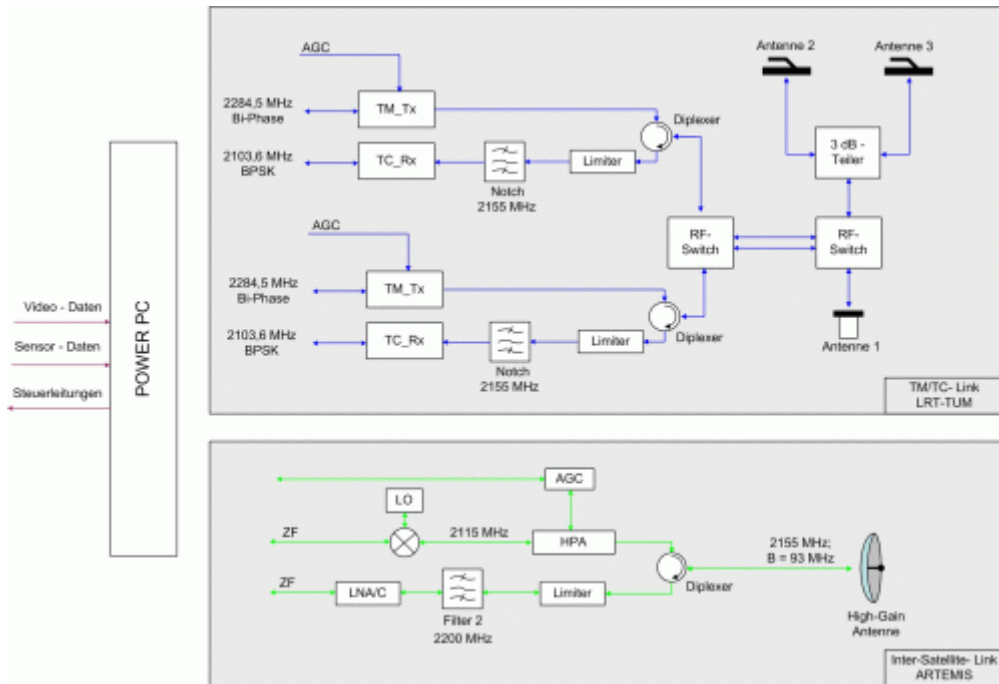 AGC
2284,5 MHz
Bi-Phase
TM_Tx
2103,6 MHz
BPSK
TC_Rx
Notch
2155 MHz
Limiter
Diplexer
Antenne 2
Antenne 3
3 dB -
Teiler
RF-
Switch
RF-
Switch
Antenne 1
AGC
2284,5 MHz
Bi-Phase
TM_Tx
2103,6 MHz
BPSK
TC_Rx
Notch
2155 MHz
Limiter
Diplexer
TM/TC- Link
LRT-TUM
Video - Daten
Sensor - Daten
Steuerleitungen
POWER PC
AGC
LO
ZF
2115 MHz
HPA
ZF
LNA/C
Filter 2
2200 MHz
Limiter
Diplexer
2155 MHz;
B = 93 MHz
High-Gain
Antenne
Inter-Satellite- Link
ARTEMIS